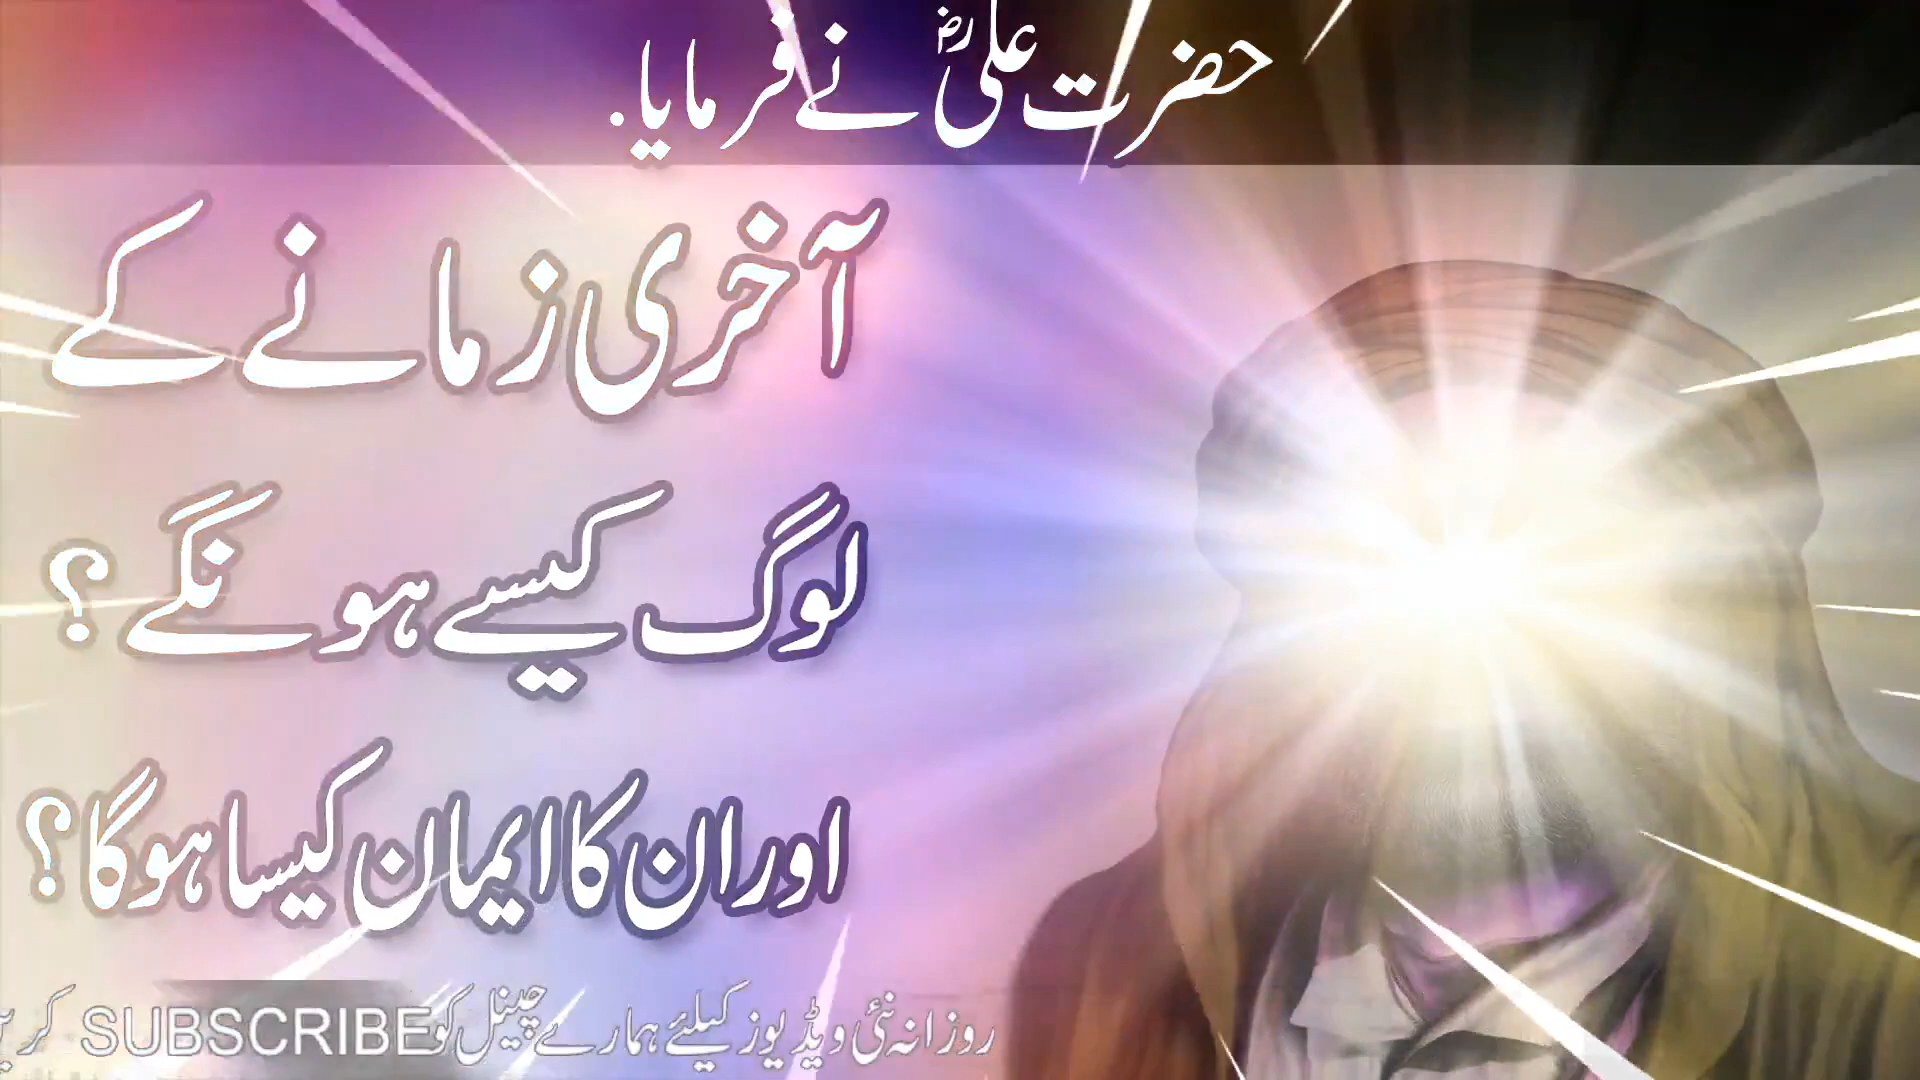 حضرت علیؓ نے فرمایا.
آخری زمانے کے
لوگ کیسے ہونگے؟
اور ان کا ایمان کیسا ہوگا؟
روزانہ نئی ویڈیوز کیلئے ہمارے چینل کو SUBSCRIBE کریں